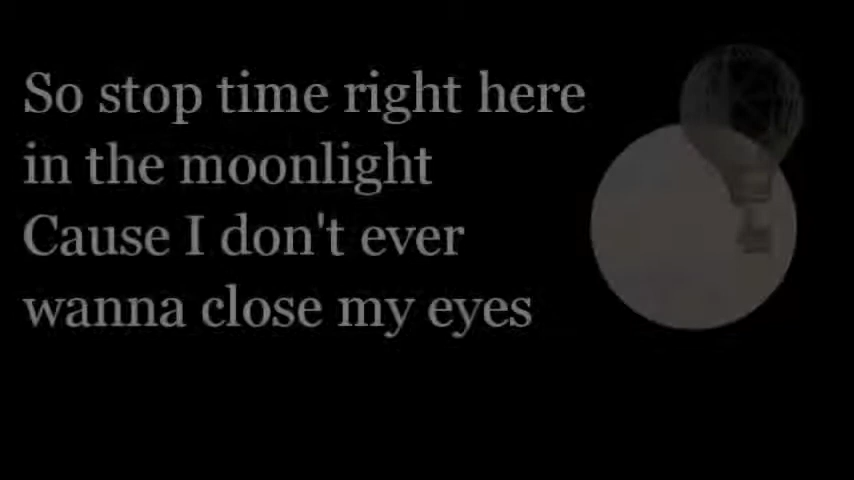 So stop time right here
in the moonlight
Cause I don't ever
wanna close my eyes